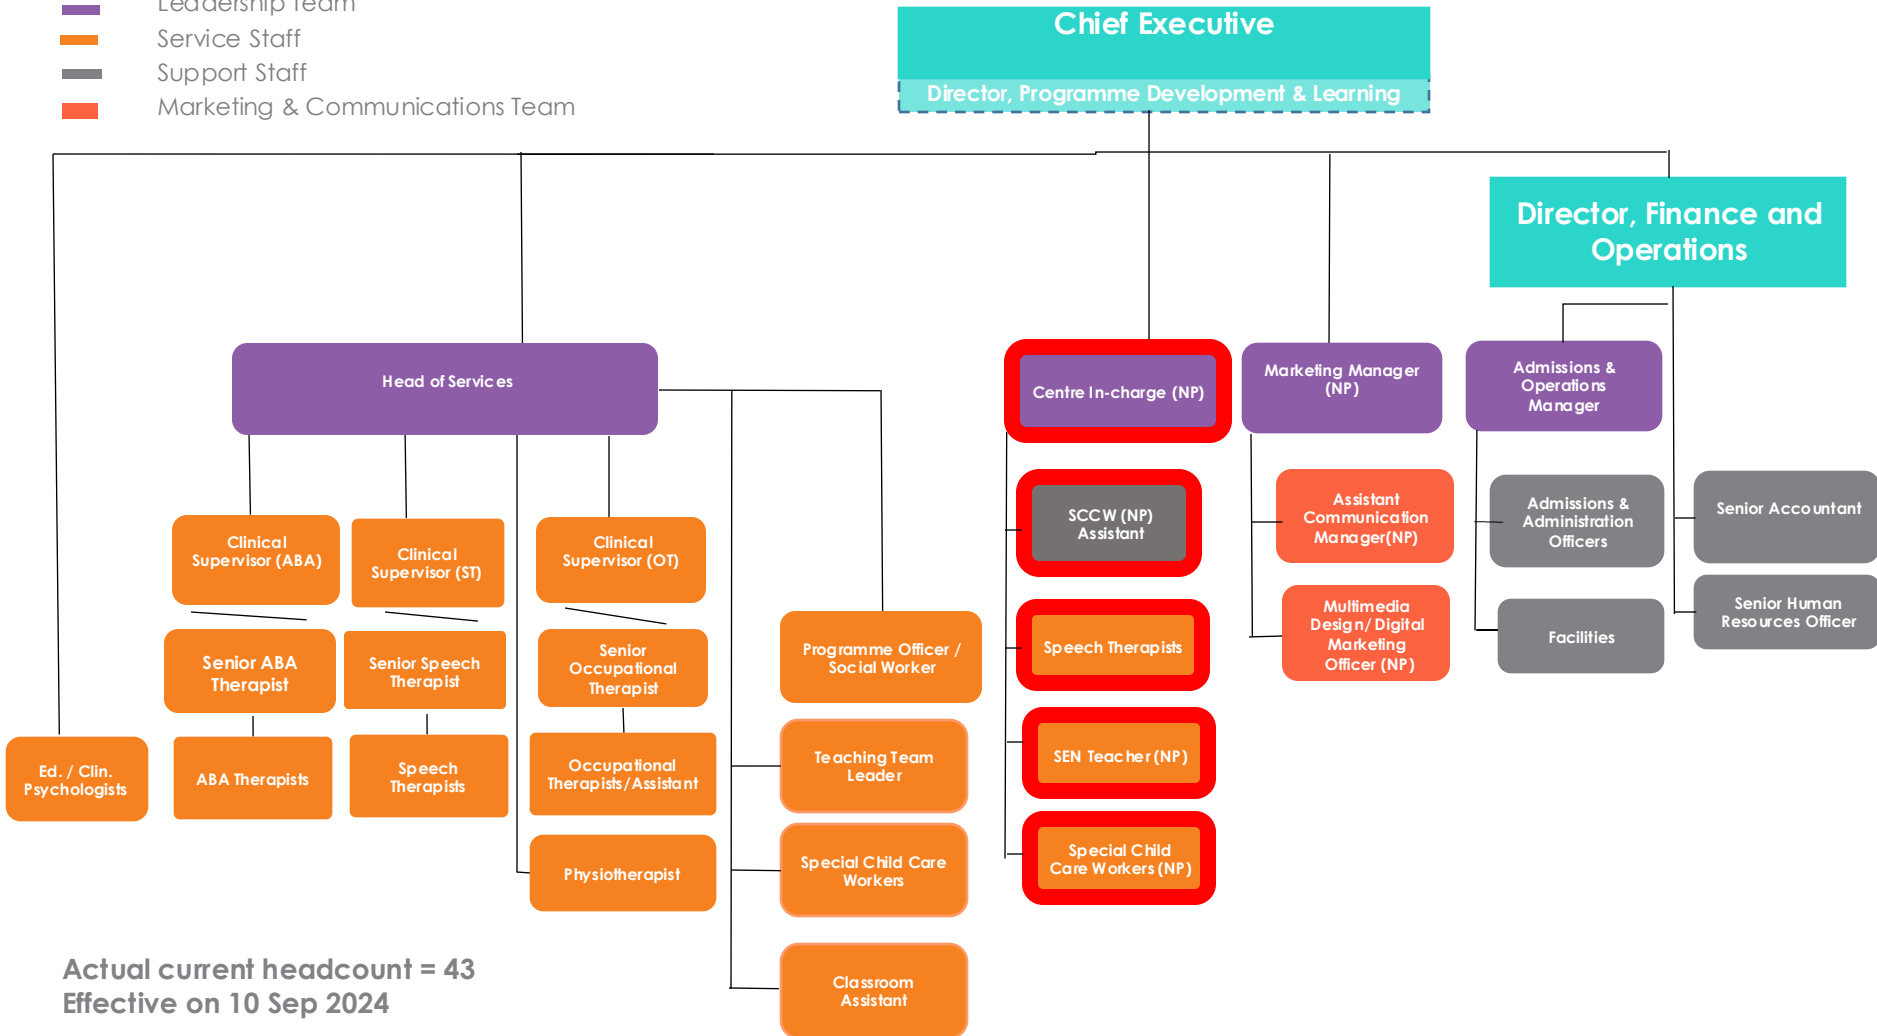 Leadership Team
Service Staff
Support Staff
Marketing & Communications Team
Chief Executive
Director, Programme Development & Learning
Director, Finance and
Operations
Head of Services
Centre In-charge (NP)
Marketing Manager
(NP)
Admissions &
Operations
Manager
Clinical
Supervisor (ABA)
Clinical
Supervisor (ST)
Clinical
Supervisor (OT)
SCCW (NP)
Assistant
Assistant
Communication
Manager(NP)
Admissions &
Administration
Officers
Senior Accountant
Senior ABA
Therapist
Senior Speech
Therapist
Senior
Occupational
Therapist
Programme Officer /
Social Worker
Speech Therapists
Multimedia
Design/ Digital
Marketing
Officer (NP)
Facilities
Senior Human
Resources Officer
Ed. / Clin.
Psychologists
ABA Therapists
Speech
Therapists
Occupational
Therapists/Assistant
Teaching Team
Leader
SEN Teacher (NP)
Physiotherapist
Special Child Care
Workers
Special Child
Care Workers (NP)
Classroom
Assistant
Actual current headcount = 43
Effective on 10 Sep 2024